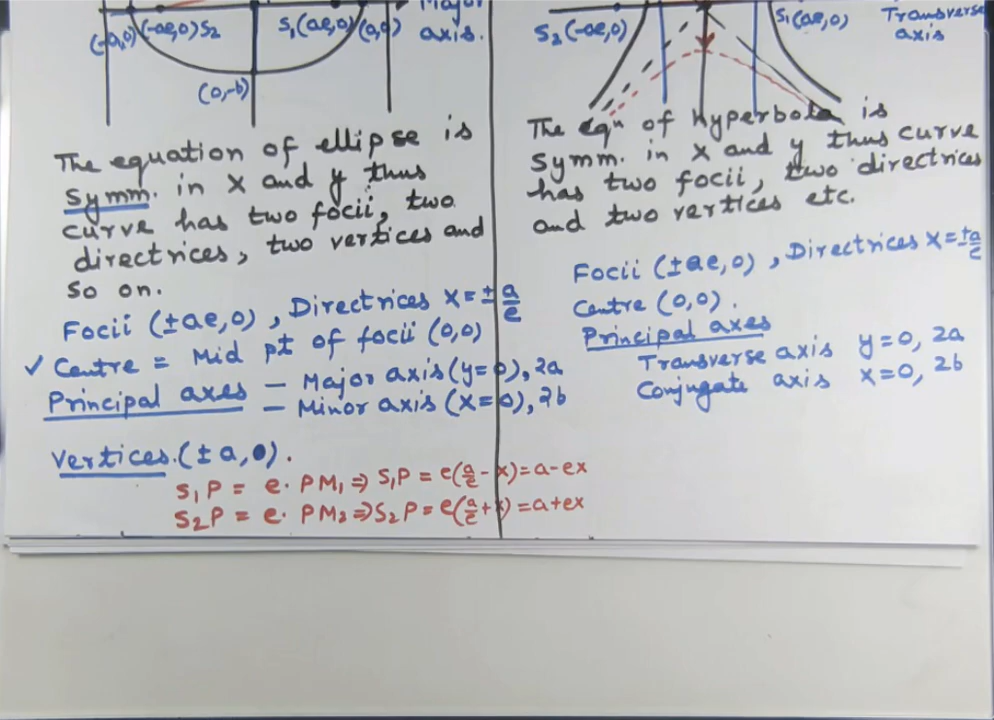 (-a,0) (-ae,0) S2 S1(ae,0) (a,0) Major
axis.
(0,-b)
The equation of ellipse is
symm. in x and y thus
curve has two focii, two
directrices, two vertices and
so on.
Focii (±ae,0), Directrices x=±a/e
✓ Centre = Mid pt of focii (0,0)
Principal axes - Major axis (y=0), 2a
- Minor axis (x=0), 2b
Vertices.(±a,0).
S1P = e. PM1 ⇒ S1P = e(a/e - x)=a-ex
S2P = e. PM2 ⇒ S2P = e(a/e + x)=a+ex
S2(-ae,0) S1(ae,0) Transverse
axis
The eqn of Hyperbola is
symm. in x and y thus curve
has two focii, two directrices
and two vertices etc.
Focii (±ae,0), Directrices x=±a/e
Centre (0,0).
Principal axes
Transverse axis y=0, 2a
Conjugate axis x=0, 2b